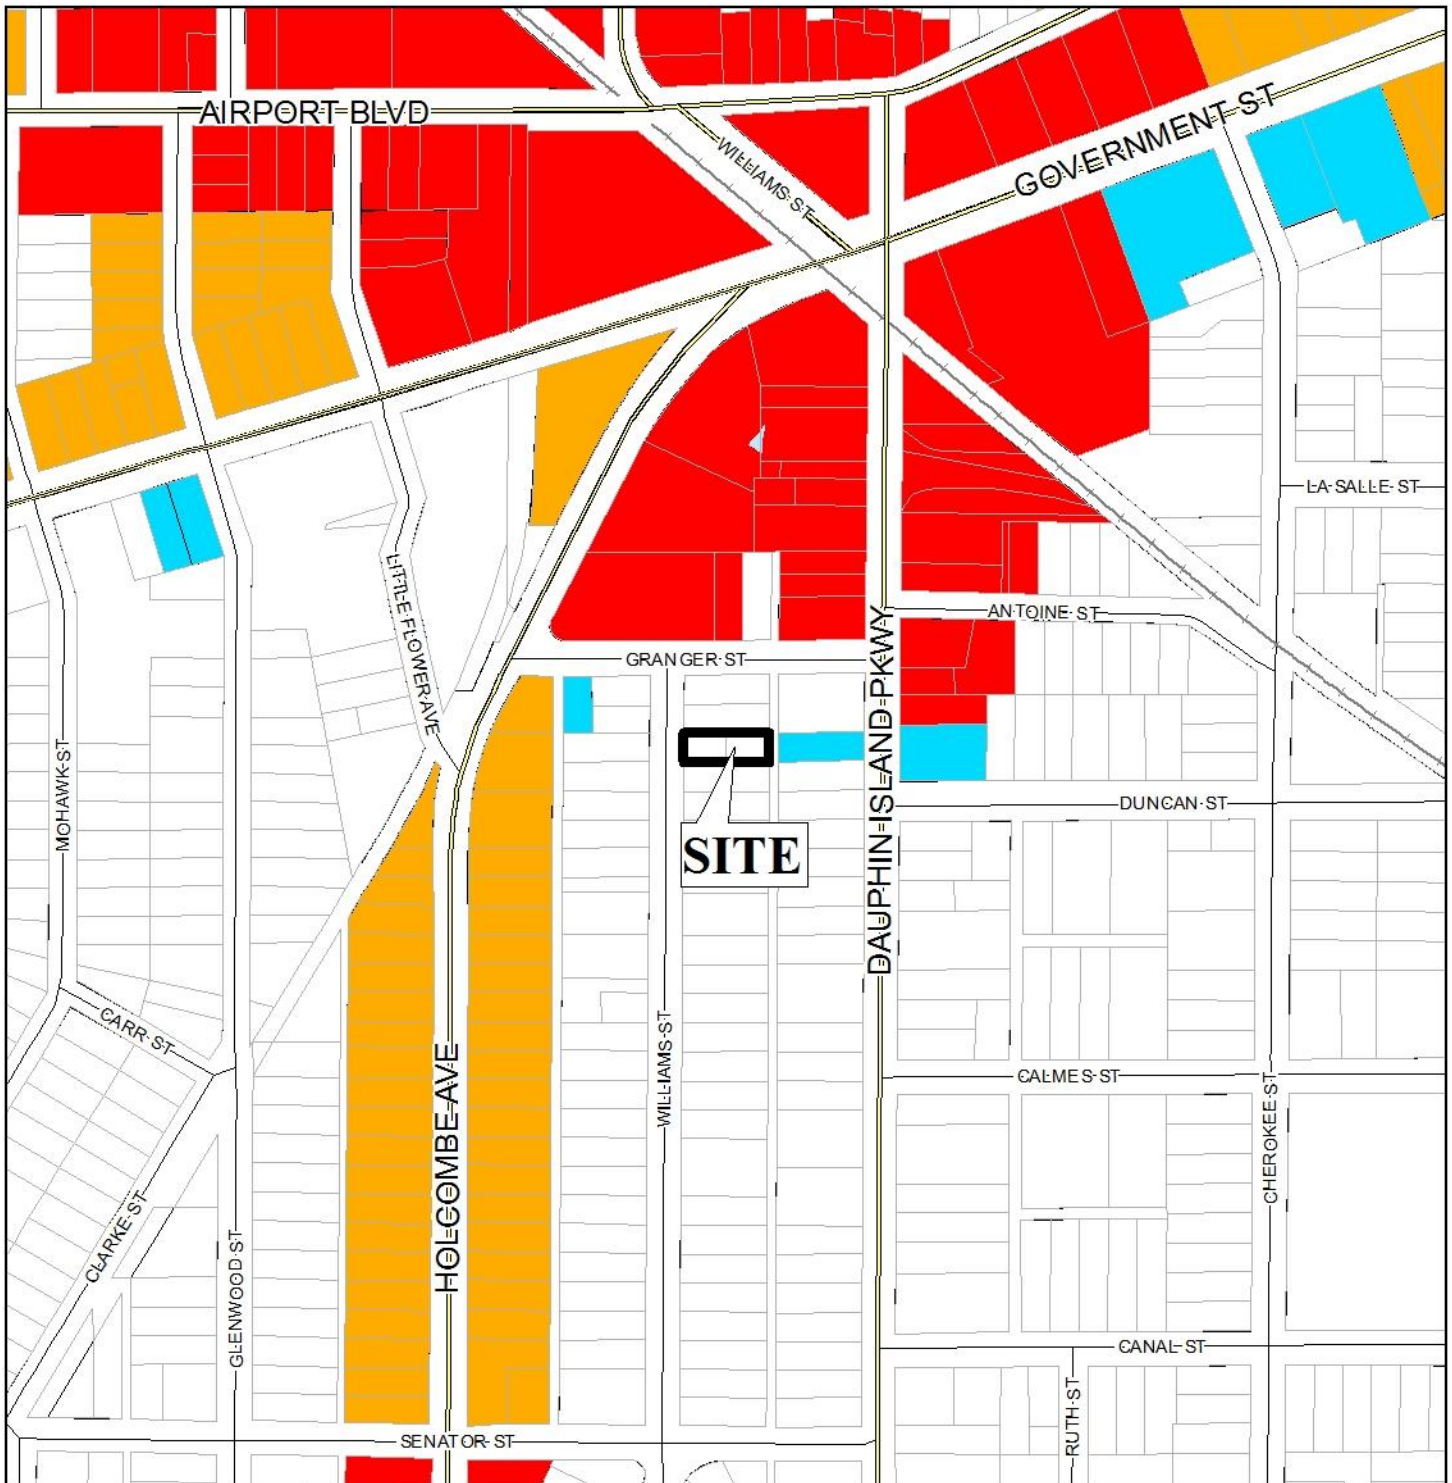 AIRPORT BLVD
WILLIAMS ST
GOVERNMENT ST
LA SALLE ST
LITTLE FLOWER AVE
ANTOINE ST
GRANGER ST
DAUPHIN ISLAND PKWY
MOHAWK ST
DUNCAN ST
SITE
CARR ST
WILLIAMS ST
HOLCOMBE AVE
CALMES ST
CHEROKEE ST
CLARKE ST
GLENWOOD ST
CANAL ST
RUTH ST
SENATOR ST